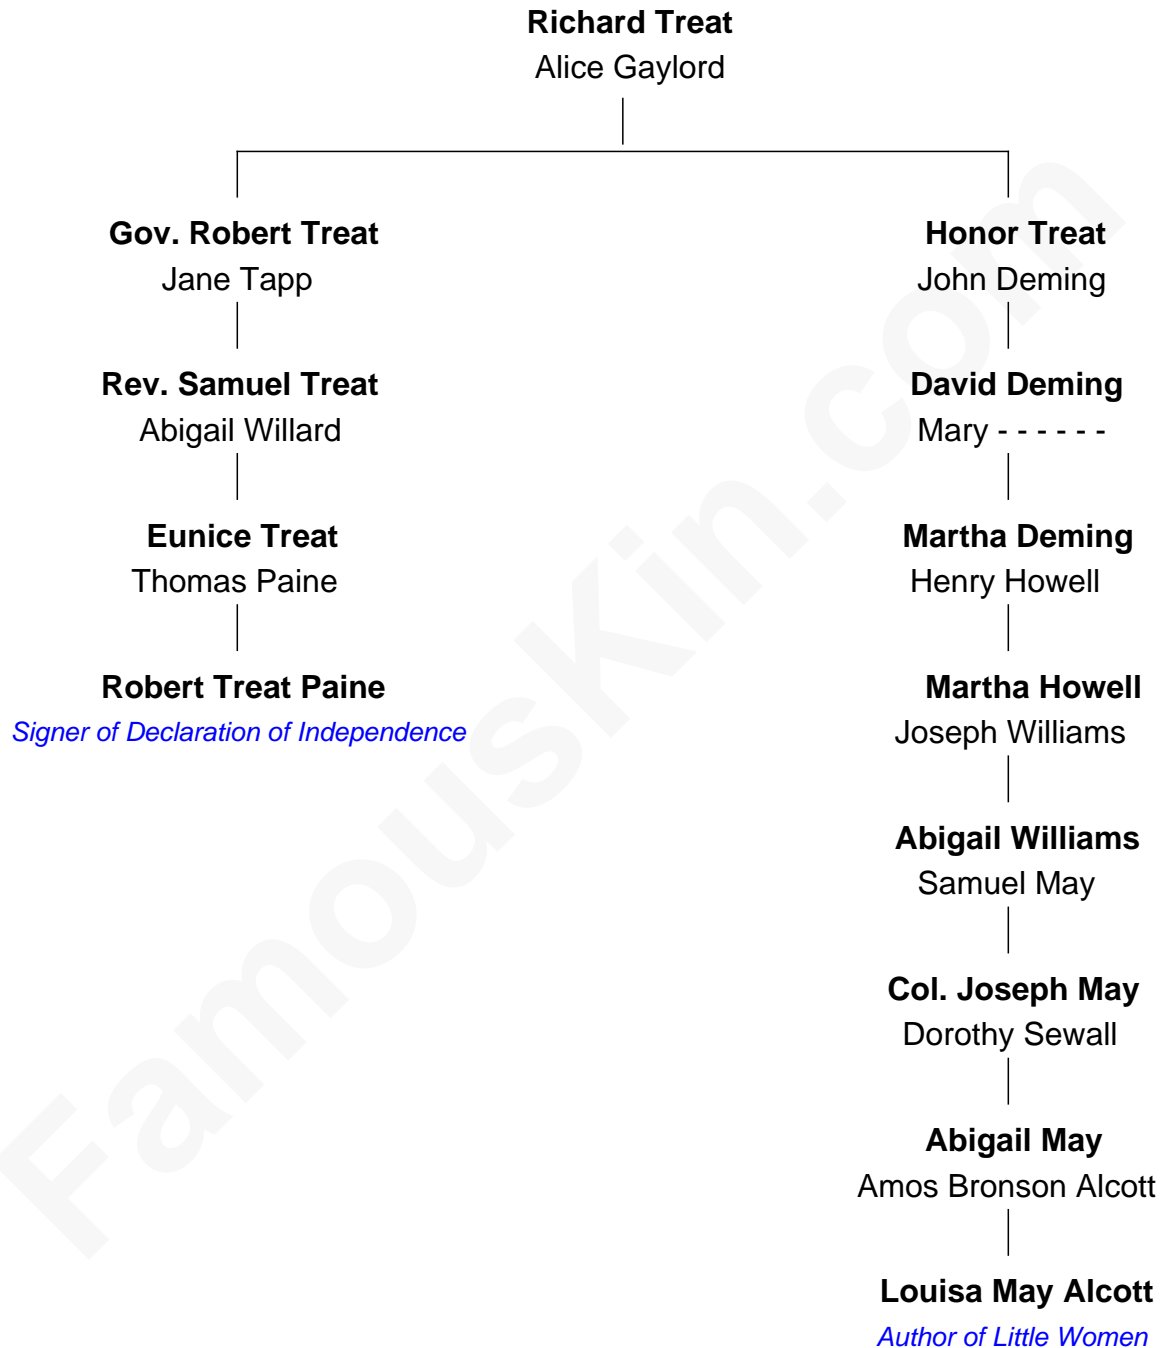 Richard Treat
Alice Gaylord
Gov. Robert Treat
Jane Tapp
Rev. Samuel Treat
Abigail Willard
Eunice Treat
Thomas Paine
Robert Treat Paine
Signer of Declaration of Independence
Honor Treat
John Deming
David Deming
Mary - - - - - -
Martha Deming
Henry Howell
Martha Howell
Joseph Williams
Abigail Williams
Samuel May
Col. Joseph May
Dorothy Sewall
Abigail May
Amos Bronson Alcott
Louisa May Alcott
Author of Little Women
FamousKin.com